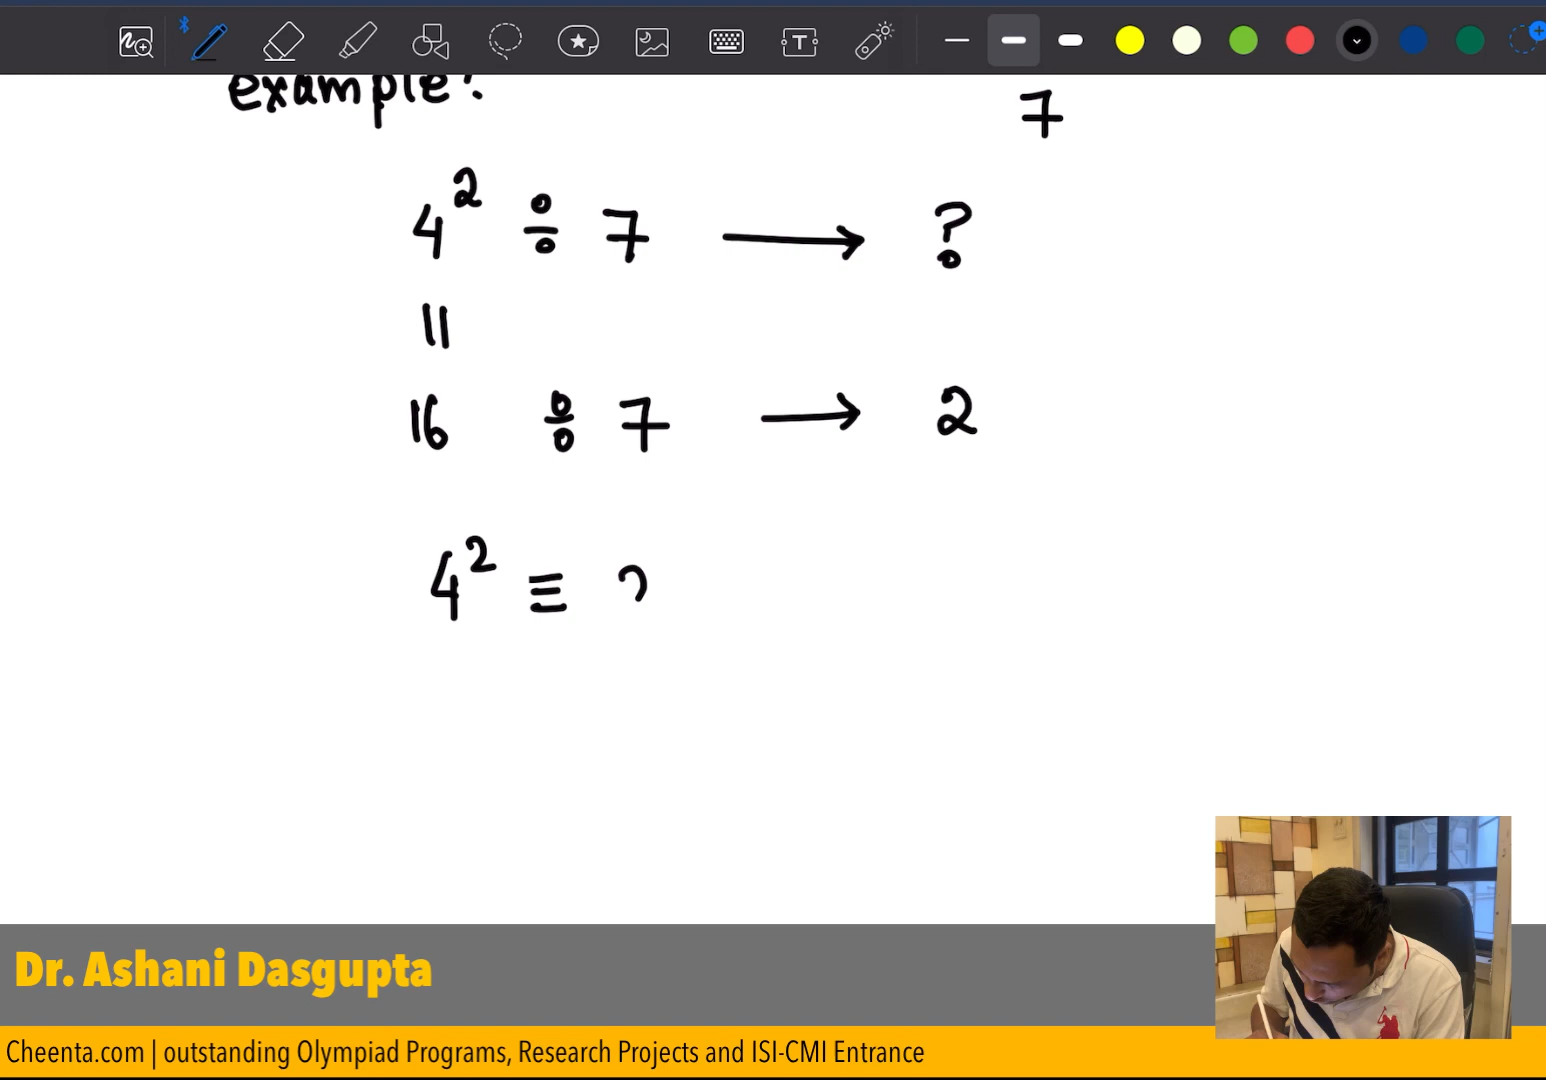 example:
7
4² ÷ 7 ⟶ ?
||
16 ÷ 7 ⟶ 2
4² ≡
Dr. Ashani Dasgupta
Cheenta.com | outstanding Olympiad Programs, Research Projects and ISI-CMI Entrance